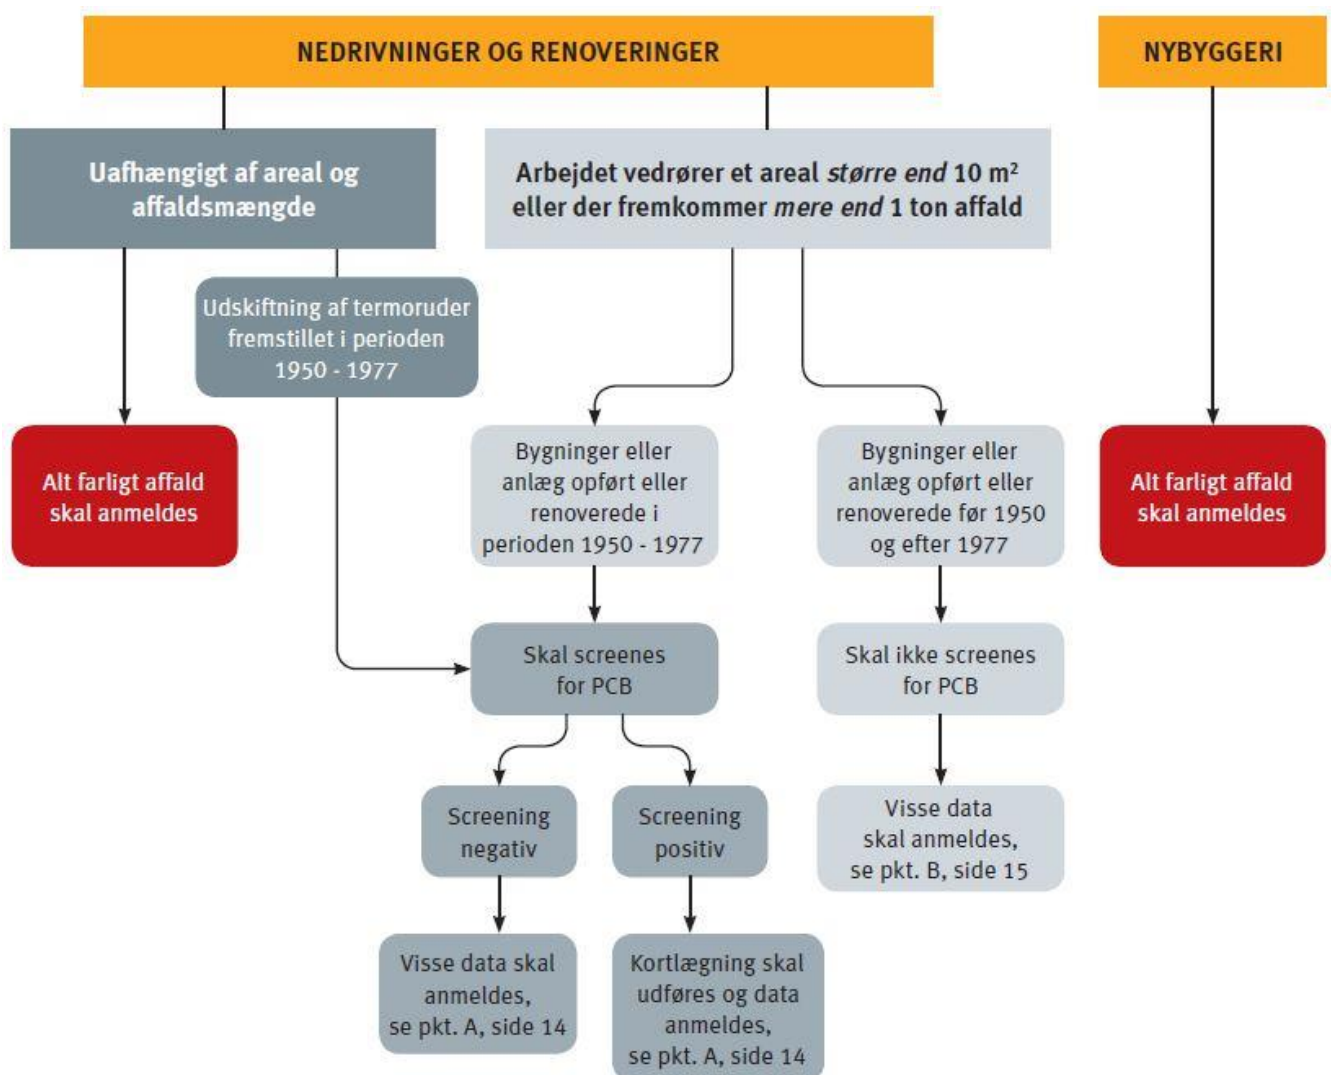 NEDRIVNINGER OG RENOVERINGER
NYBYGGERI
Uafhængigt af areal og
affaldsmængde
Arbejdet vedrører et areal større end 10 m²
eller der fremkommer mere end 1 ton affald
Udskiftning af termoruder
fremstillet i perioden
1950 - 1977
Alt farligt affald
skal anmeldes
Bygninger eller
anlæg opført eller
renoverede i
perioden 1950 - 1977
Bygninger eller
anlæg opført eller
renoverede før 1950
og efter 1977
Alt farligt affald
skal anmeldes
Skal screenes
for PCB
Skal ikke screenes
for PCB
Screening
negativ
Screening
positiv
Visse data
skal anmeldes,
se pkt. B, side 15
Visse data skal
anmeldes,
se pkt. A, side 14
Kortlægning skal
udføres og data
anmeldes,
se pkt. A, side 14